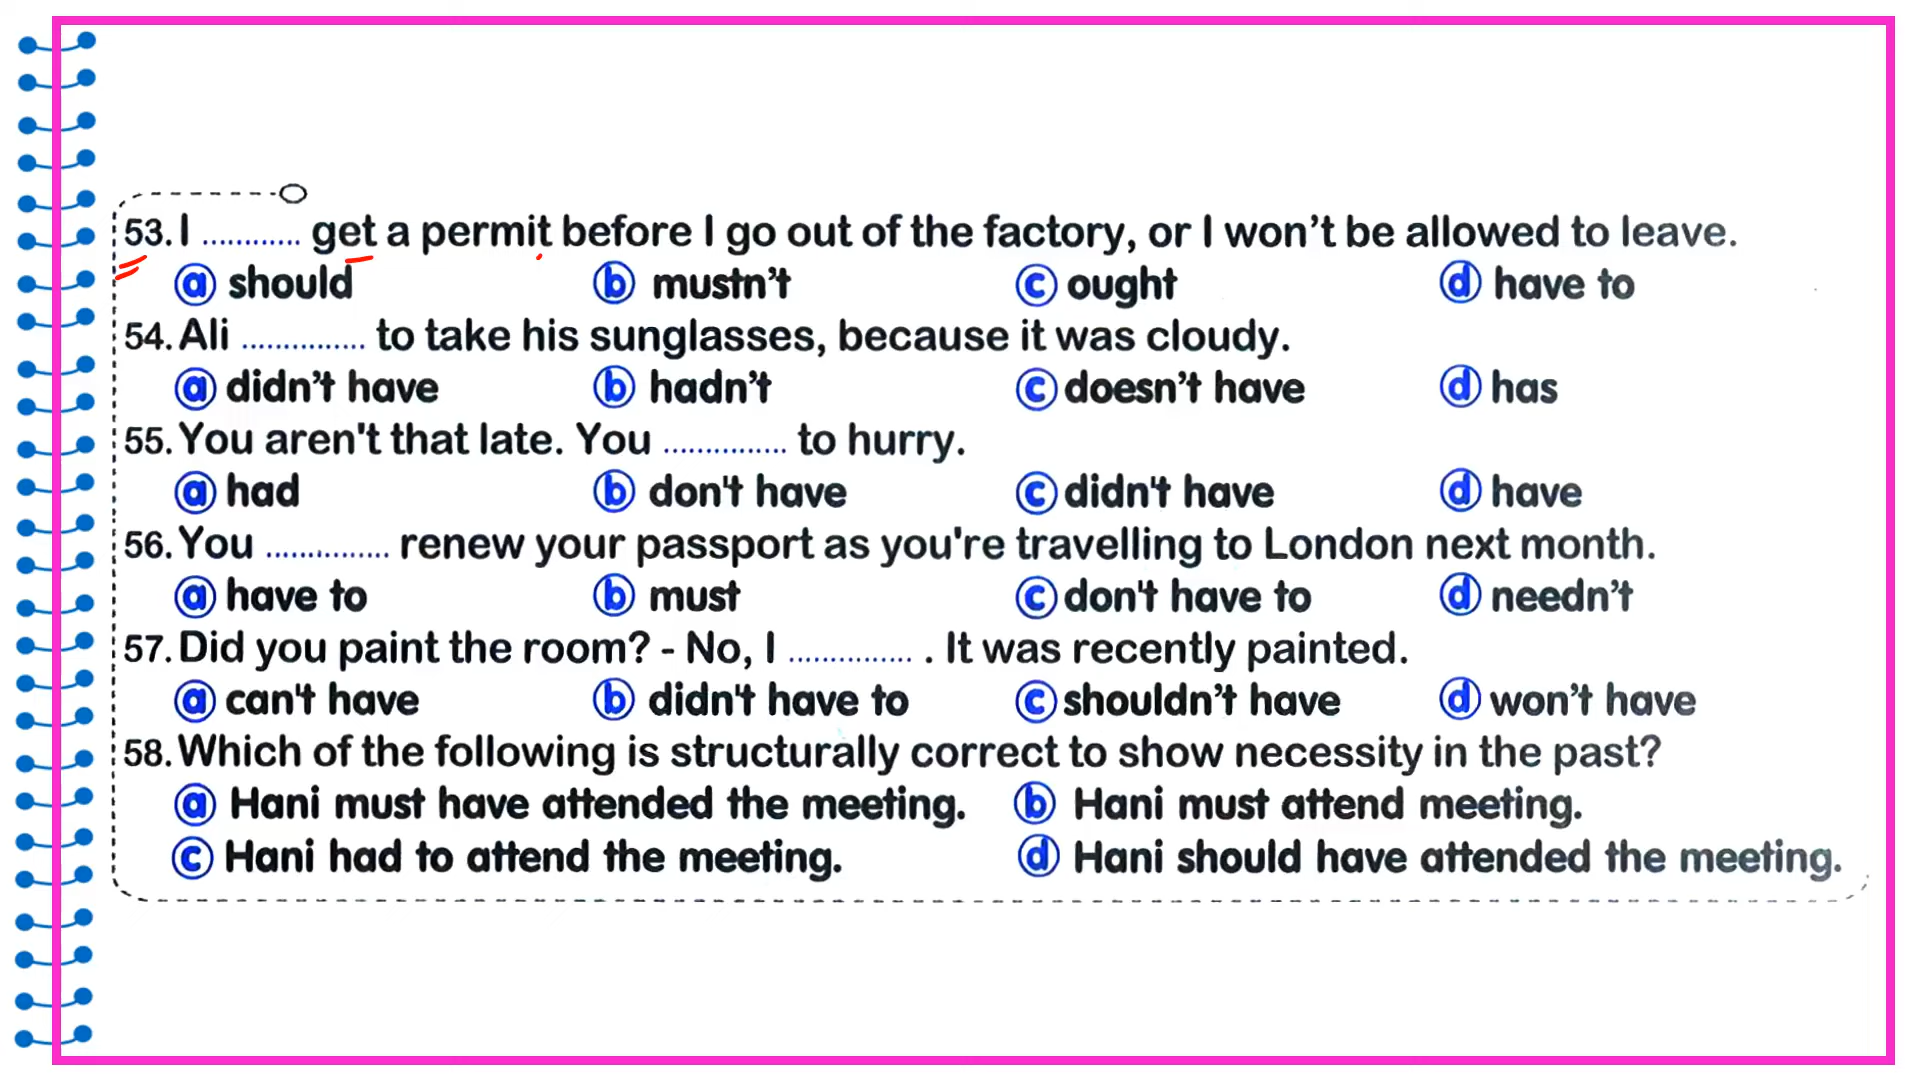 53. I ............ get a permit before I go out of the factory, or I won't be allowed to leave.
ⓐ should ⓑ mustn't ⓒ ought ⓓ have to
54. Ali ............... to take his sunglasses, because it was cloudy.
ⓐ didn't have ⓑ hadn't ⓒ doesn't have ⓓ has
55. You aren't that late. You ............... to hurry.
ⓐ had ⓑ don't have ⓒ didn't have ⓓ have
56. You ............... renew your passport as you're travelling to London next month.
ⓐ have to ⓑ must ⓒ don't have to ⓓ needn't
57. Did you paint the room? - No, I ............... . It was recently painted.
ⓐ can't have ⓑ didn't have to ⓒ shouldn't have ⓓ won't have
58. Which of the following is structurally correct to show necessity in the past?
ⓐ Hani must have attended the meeting. ⓑ Hani must attend meeting.
ⓒ Hani had to attend the meeting. ⓓ Hani should have attended the meeting.